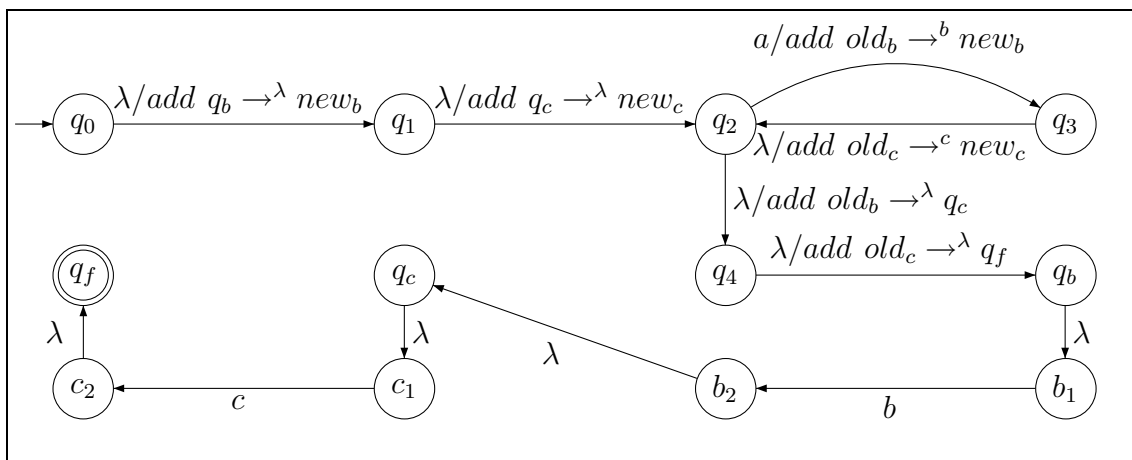 a/add old_b →^b new_b
λ/add q_b →^λ new_b λ/add q_c →^λ new_c
q_0 q_1 q_2 q_3
λ/add old_c →^c new_c
λ/add old_b →^λ q_c
λ/add old_c →^λ q_f
q_f q_c q_4 q_b
λ λ λ λ
c_2 c c_1 b_2 b b_1